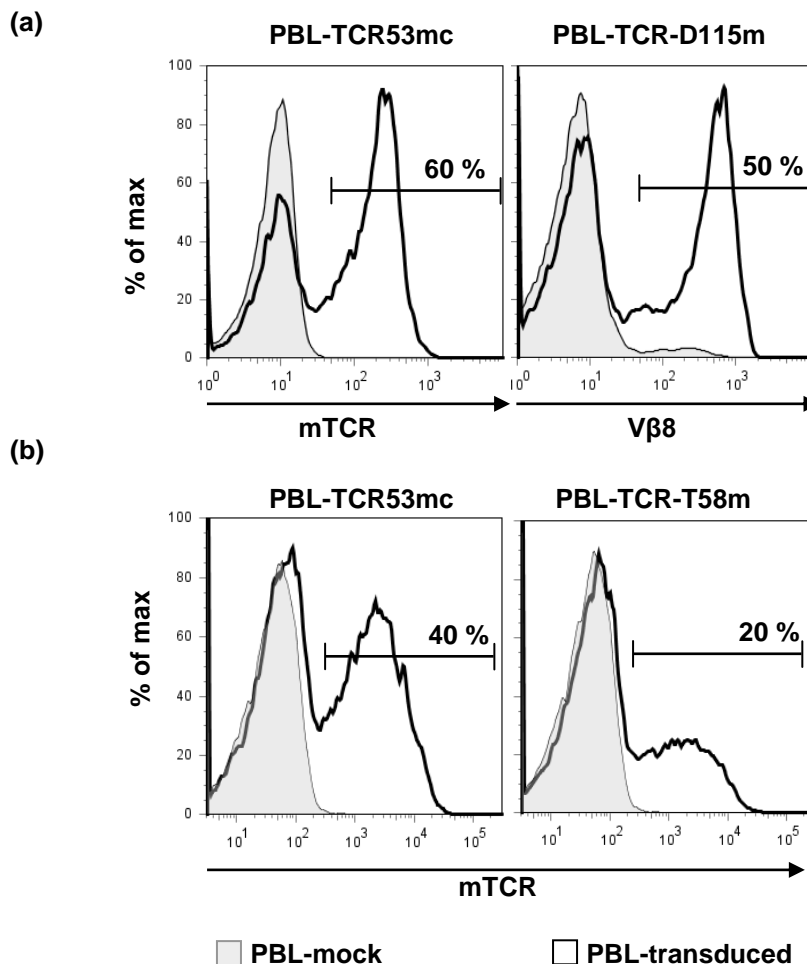 (a)
PBL-TCR53mc PBL-TCR-D115m
% of max
100
80
60
40
20
0
60 %
50 %
10^0 10^1 10^2 10^3
10^0 10^1 10^2 10^3
mTCR Vβ8
(b)
PBL-TCR53mc PBL-TCR-T58m
% of max
100
80
60
40
20
0
40 %
20 %
10^1 10^2 10^3 10^4 10^5
10^1 10^2 10^3 10^4 10^5
mTCR
PBL-mock PBL-transduced